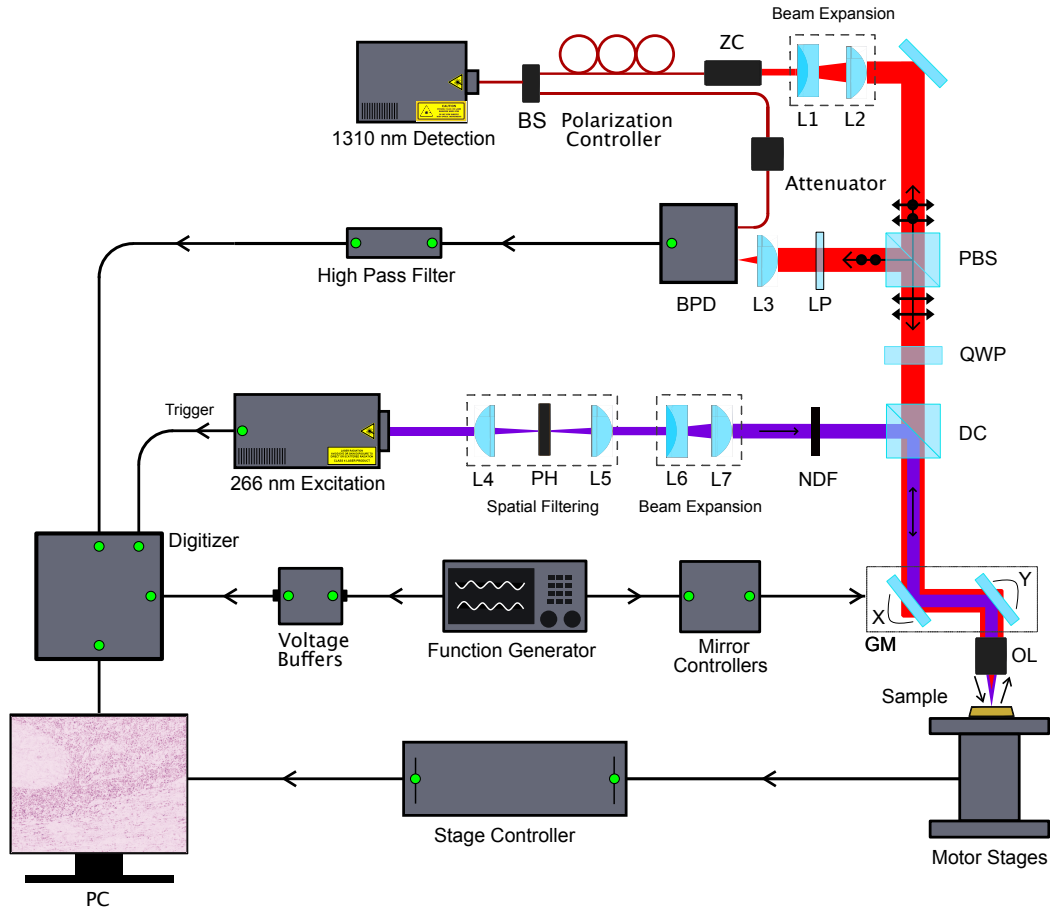 Beam Expansion
ZC
L1
L2
1310 nm Detection
BS
Polarization
Controller
Attenuator
PBS
High Pass Filter
BPD
L3
LP
QWP
DC
Trigger
266 nm Excitation
L4
PH
L5
L6
L7
NDF
Spatial Filtering
Beam Expansion
Digitizer
Voltage
Buffers
Function Generator
Mirror
Controllers
X
Y
GM
OL
Sample
Stage Controller
Motor Stages
PC